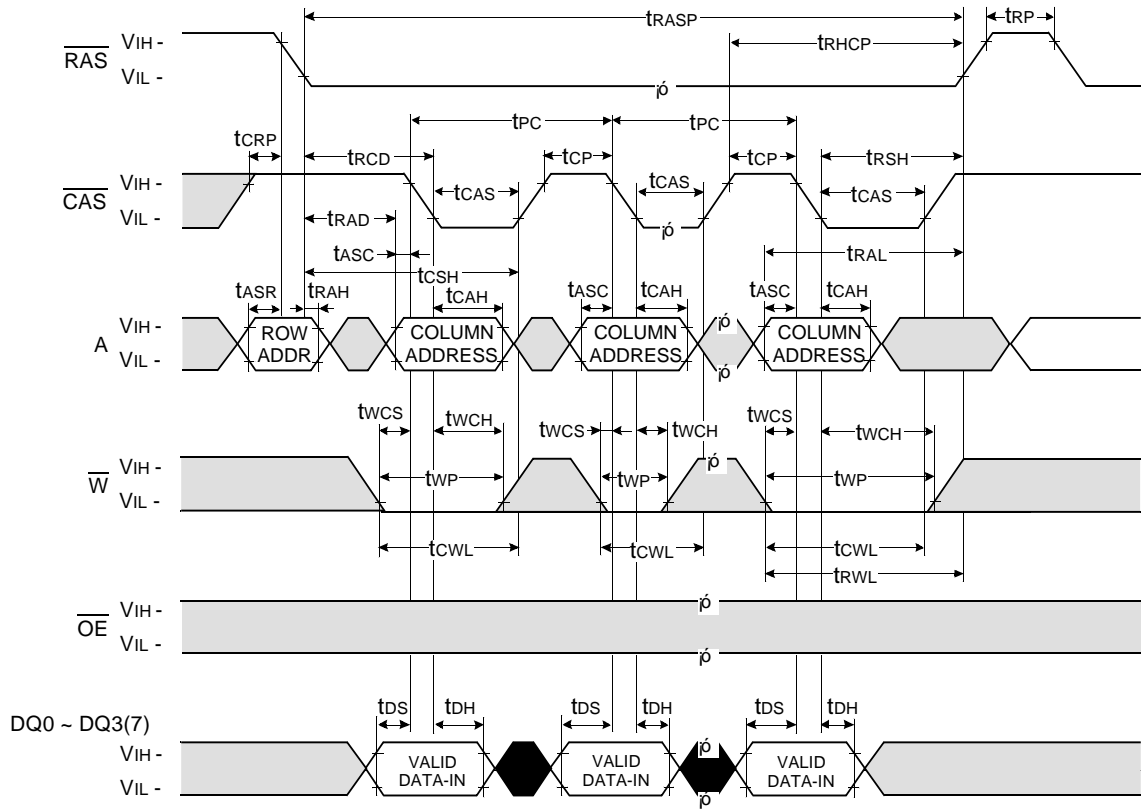 tRASP
tRP
tRHCP
RAS
VIH -
VIL -
¡ó
tCRP
tPC
tPC
tRCD
tCP
tCP
tRSH
CAS
VIH -
VIL -
tCAS
tCAS
tCAS
¡ó
tRAD
tASC
tCSH
tRAL
tASR
tRAH
tCAH
tASC
tCAH
tASC
tCAH
A
VIH -
VIL -
ROW
ADDR
COLUMN
ADDRESS
COLUMN
ADDRESS
¡ó
COLUMN
ADDRESS
¡ó
tWCS
tWCH
tWCS
tWCH
tWCS
tWCH
W
VIH -
VIL -
tWP
tWP
¡ó
tWP
tCWL
tCWL
tCWL
tRWL
OE
VIH -
VIL -
¡ó
¡ó
DQ0 ~ DQ3(7)
tDS
tDH
tDS
tDH
tDS
tDH
VIH -
VIL -
VALID
DATA-IN
VALID
DATA-IN
¡ó
VALID
DATA-IN
¡ó